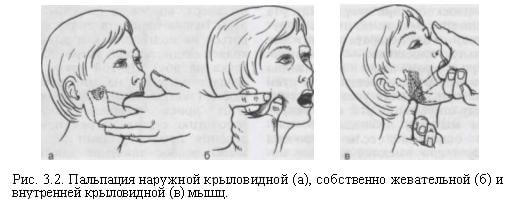 а
б
в
Рис. 3.2. Пальпация наружной крыловидной (а), собственно жевательной (б) и
внутренней крыловидной (в) мышц.